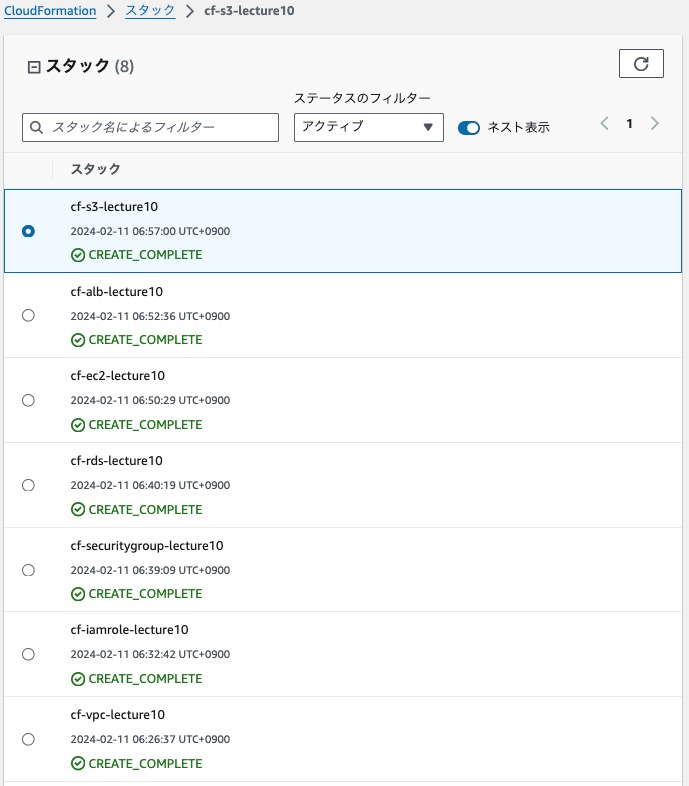 CloudFormation > スタック > cf-s3-lecture10
スタック (8)
ステータスのフィルター
スタック名によるフィルター
アクティブ
ネスト表示
1
スタック
cf-s3-lecture10
2024-02-11 06:57:00 UTC+0900
CREATE_COMPLETE
cf-alb-lecture10
2024-02-11 06:52:36 UTC+0900
CREATE_COMPLETE
cf-ec2-lecture10
2024-02-11 06:50:29 UTC+0900
CREATE_COMPLETE
cf-rds-lecture10
2024-02-11 06:40:19 UTC+0900
CREATE_COMPLETE
cf-securitygroup-lecture10
2024-02-11 06:39:09 UTC+0900
CREATE_COMPLETE
cf-iamrole-lecture10
2024-02-11 06:32:42 UTC+0900
CREATE_COMPLETE
cf-vpc-lecture10
2024-02-11 06:26:37 UTC+0900
CREATE_COMPLETE